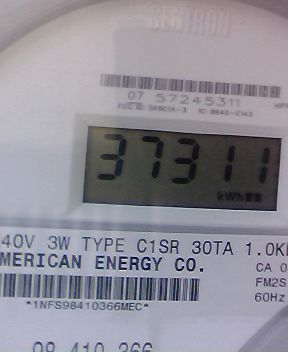 CENTRON
07 57245311
37311
kWh
40V 3W TYPE C1SR 30TA 1.0K
MERICAN ENERGY CO.
CA 0
*1NFS98410366MEC*
FM2S
60Hz
98 410 366